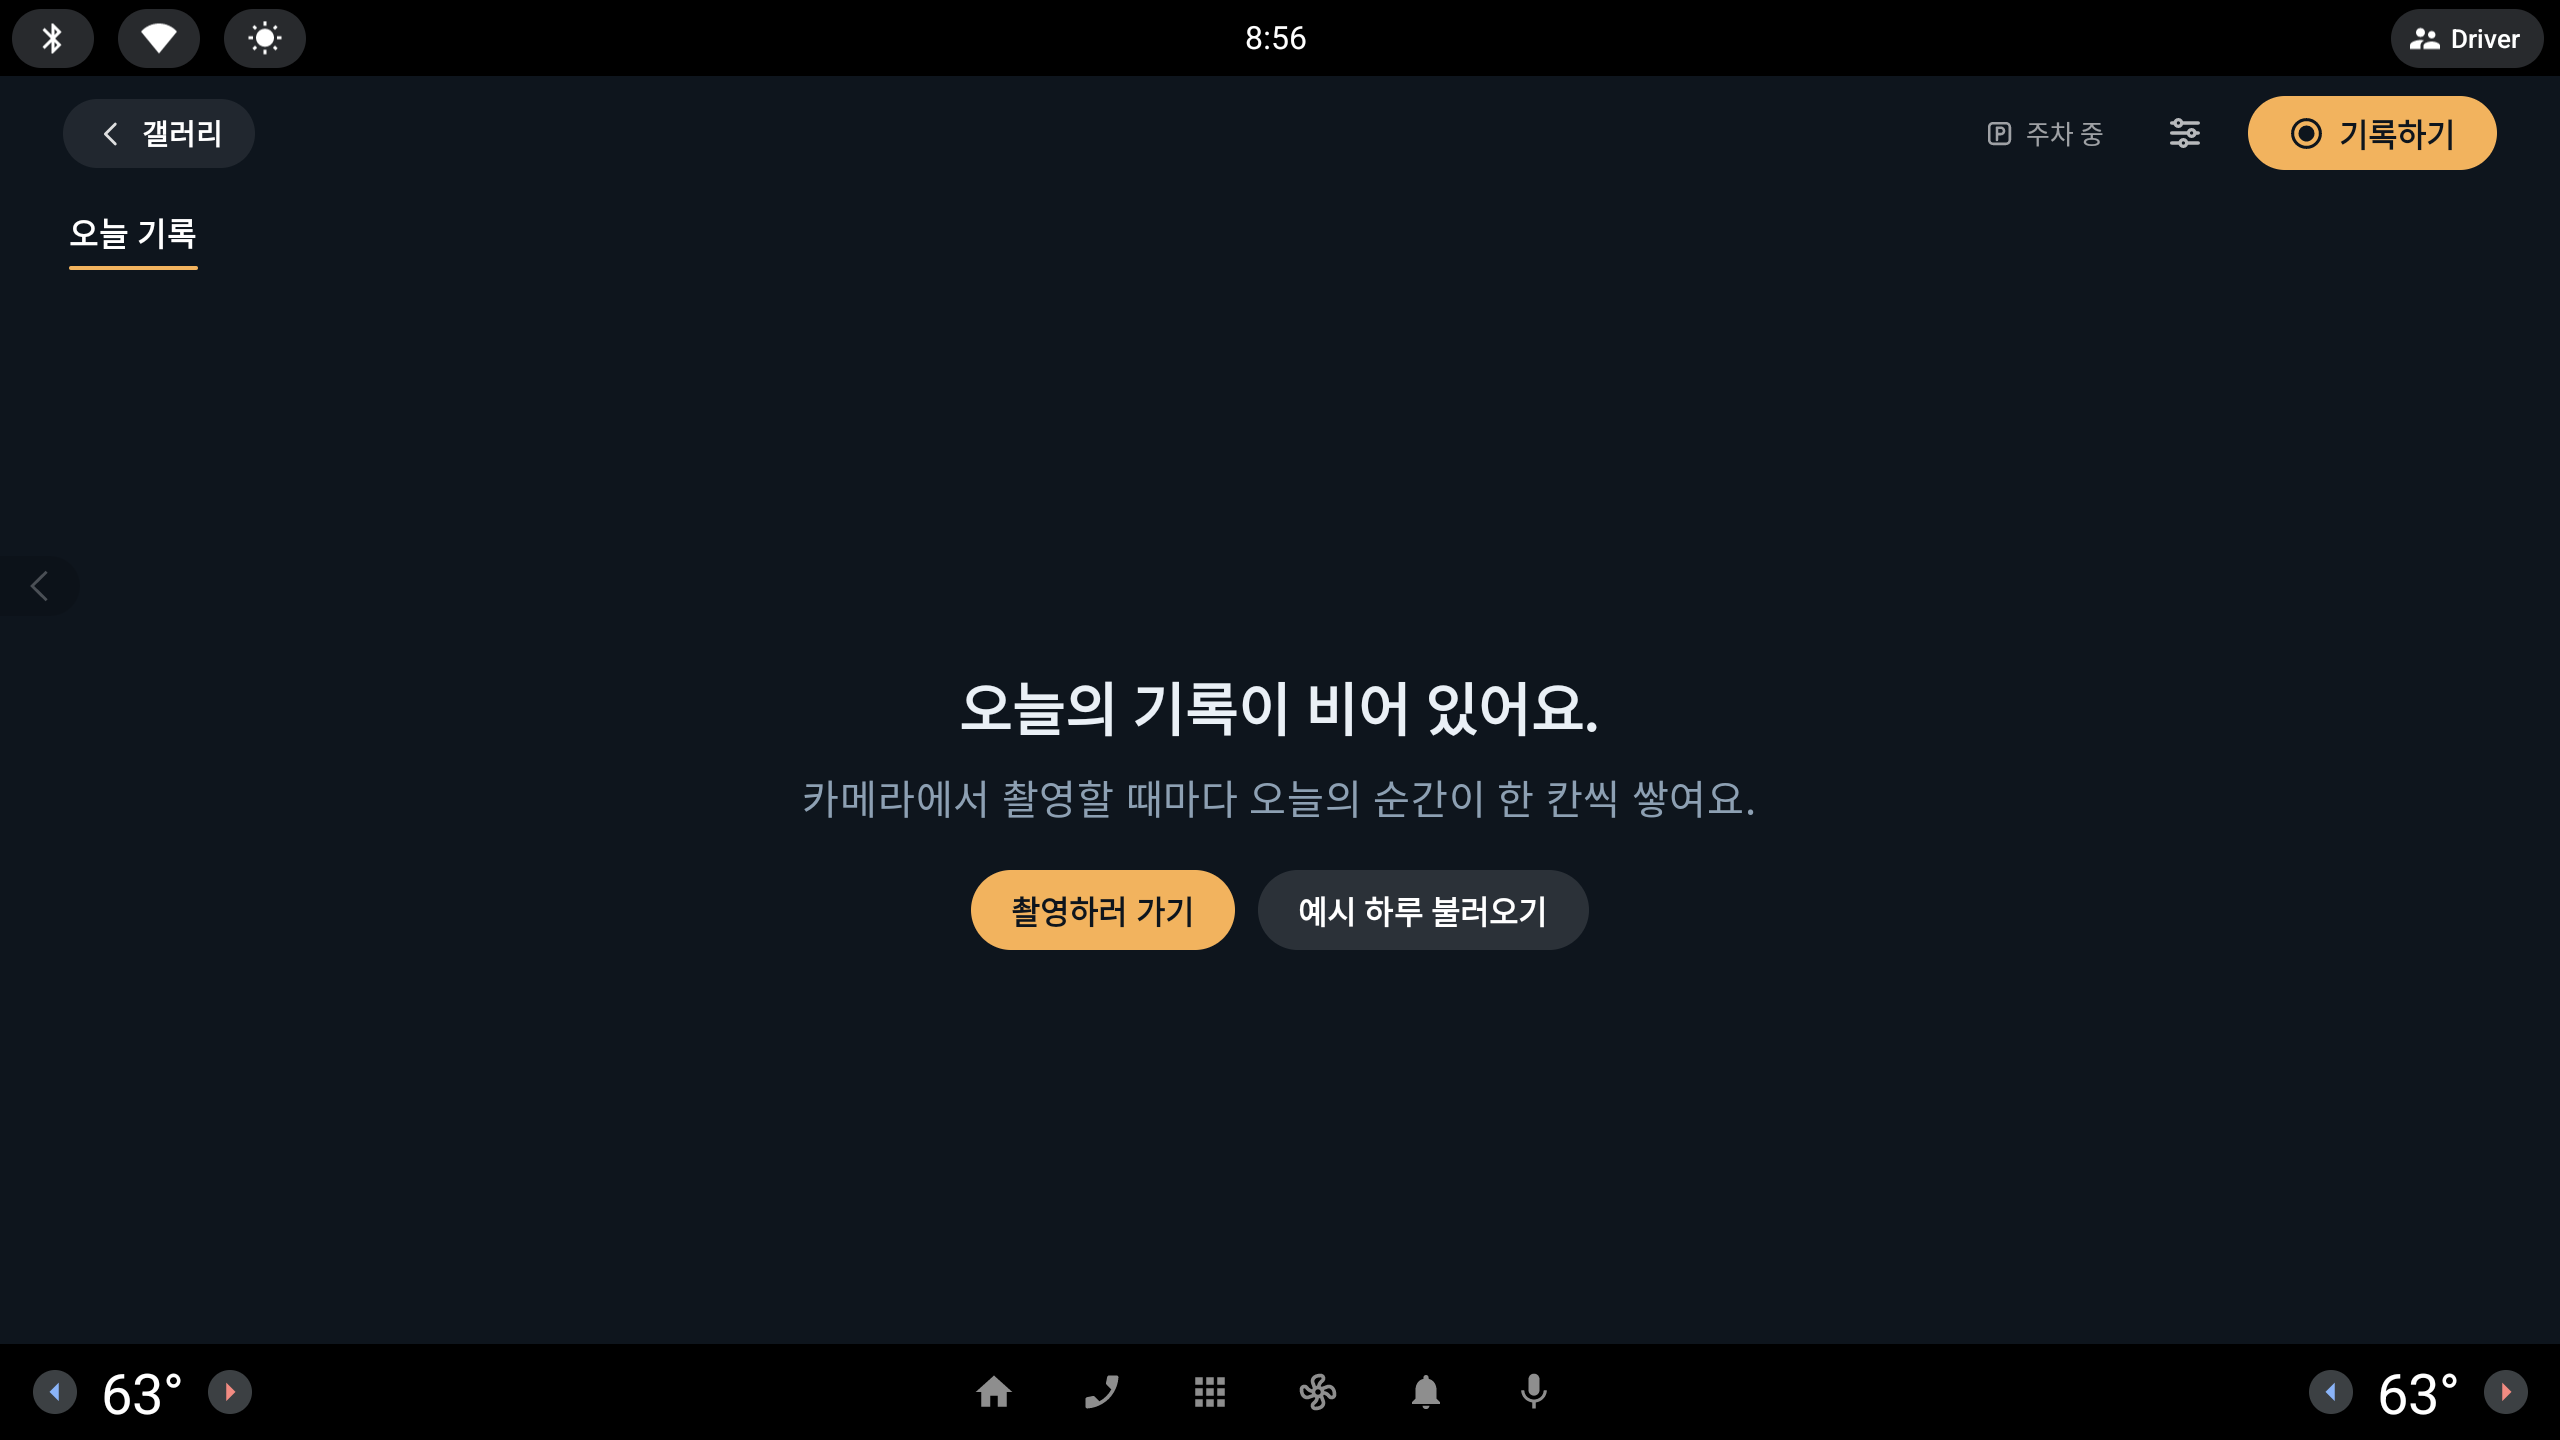 8:56
Driver
갤러리
P 주차 중
기록하기
오늘 기록
오늘의 기록이 비어 있어요.
카메라에서 촬영할 때마다 오늘의 순간이 한 칸씩 쌓여요.
촬영하러 가기
예시 하루 불러오기
63°
63°